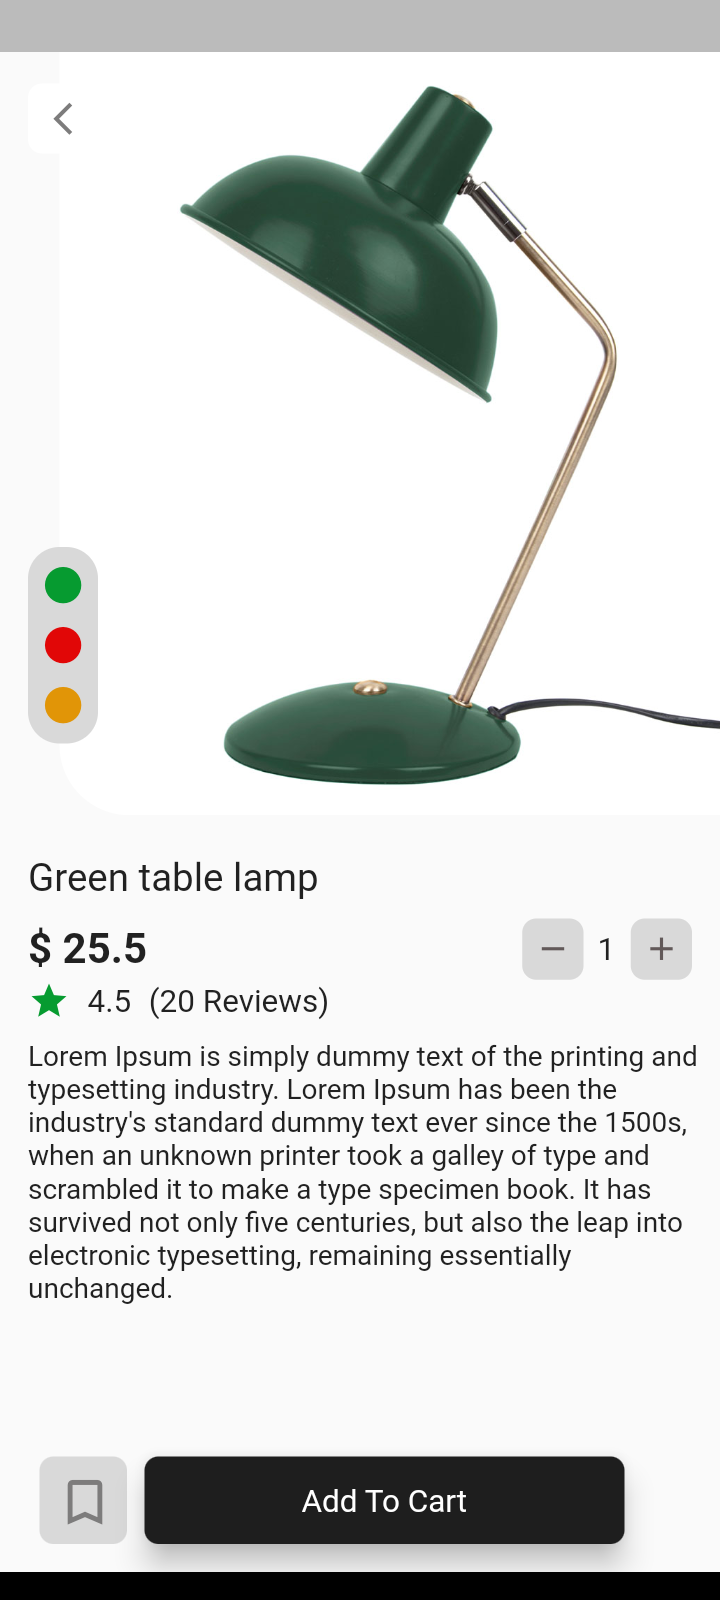 Green table lamp
$ 25.5
1
4.5 (20 Reviews)
Lorem Ipsum is simply dummy text of the printing and
typesetting industry. Lorem Ipsum has been the
industry's standard dummy text ever since the 1500s,
when an unknown printer took a galley of type and
scrambled it to make a type specimen book. It has
survived not only five centuries, but also the leap into
electronic typesetting, remaining essentially
unchanged.
Add To Cart